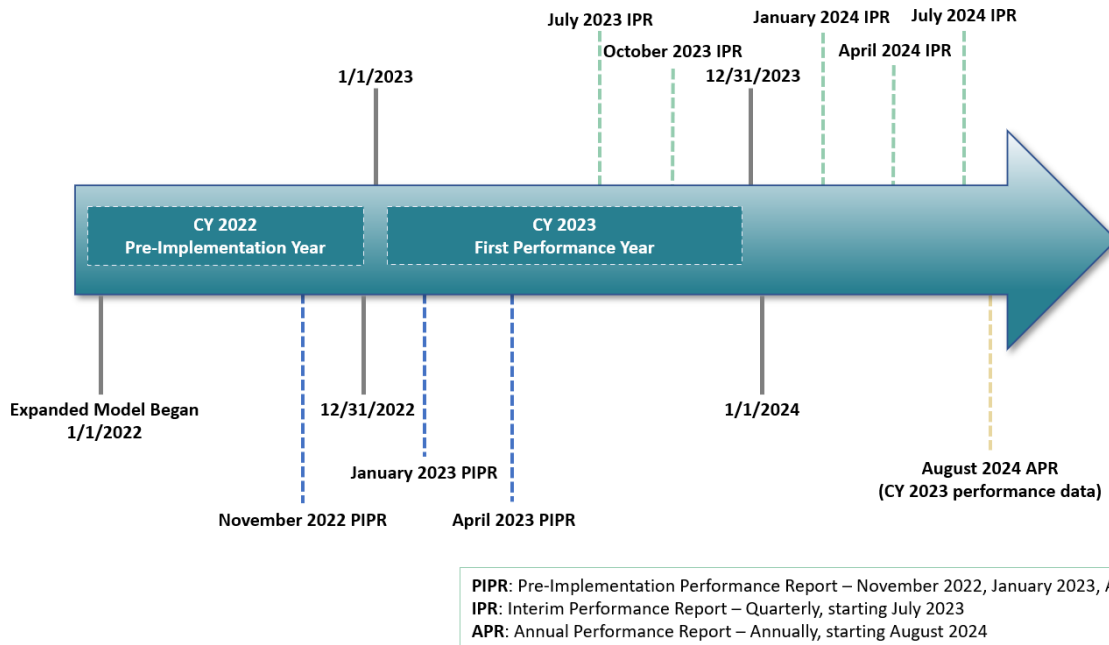 July 2023 IPR
January 2024 IPR
July 2024 IPR
October 2023 IPR
April 2024 IPR
1/1/2023
12/31/2023
CY 2022
Pre-Implementation Year
CY 2023
First Performance Year
Expanded Model Began
1/1/2022
12/31/2022
1/1/2024
January 2023 PIPR
August 2024 APR
(CY 2023 performance data)
November 2022 PIPR
April 2023 PIPR
PIPR: Pre-Implementation Performance Report – November 2022, January 2023,
IPR: Interim Performance Report – Quarterly, starting July 2023
APR: Annual Performance Report – Annually, starting August 2024